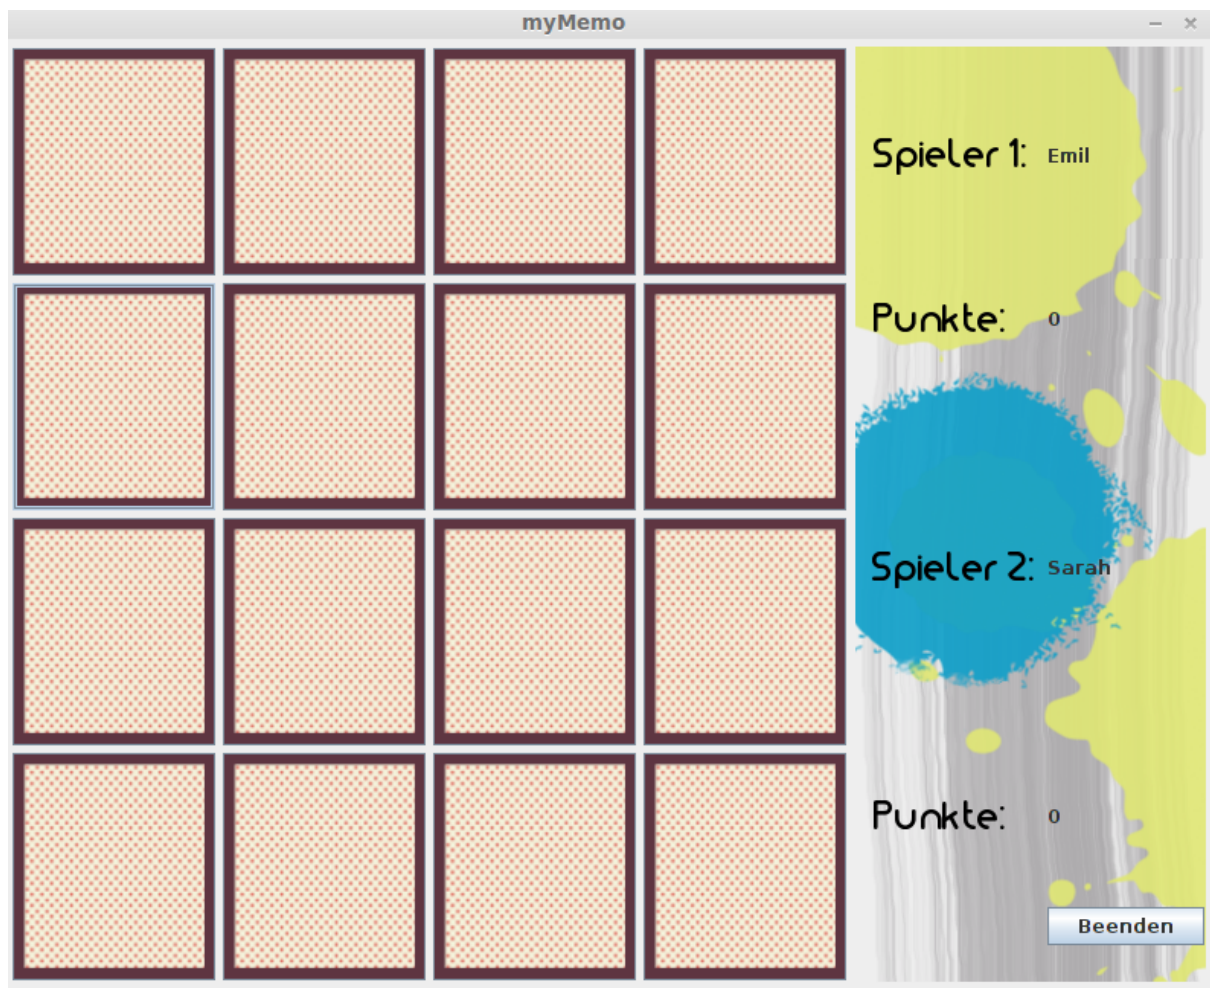 myMemo
Spieler 1: Emil
Punkte: 0
Spieler 2: Sarah
Punkte: 0
Beenden